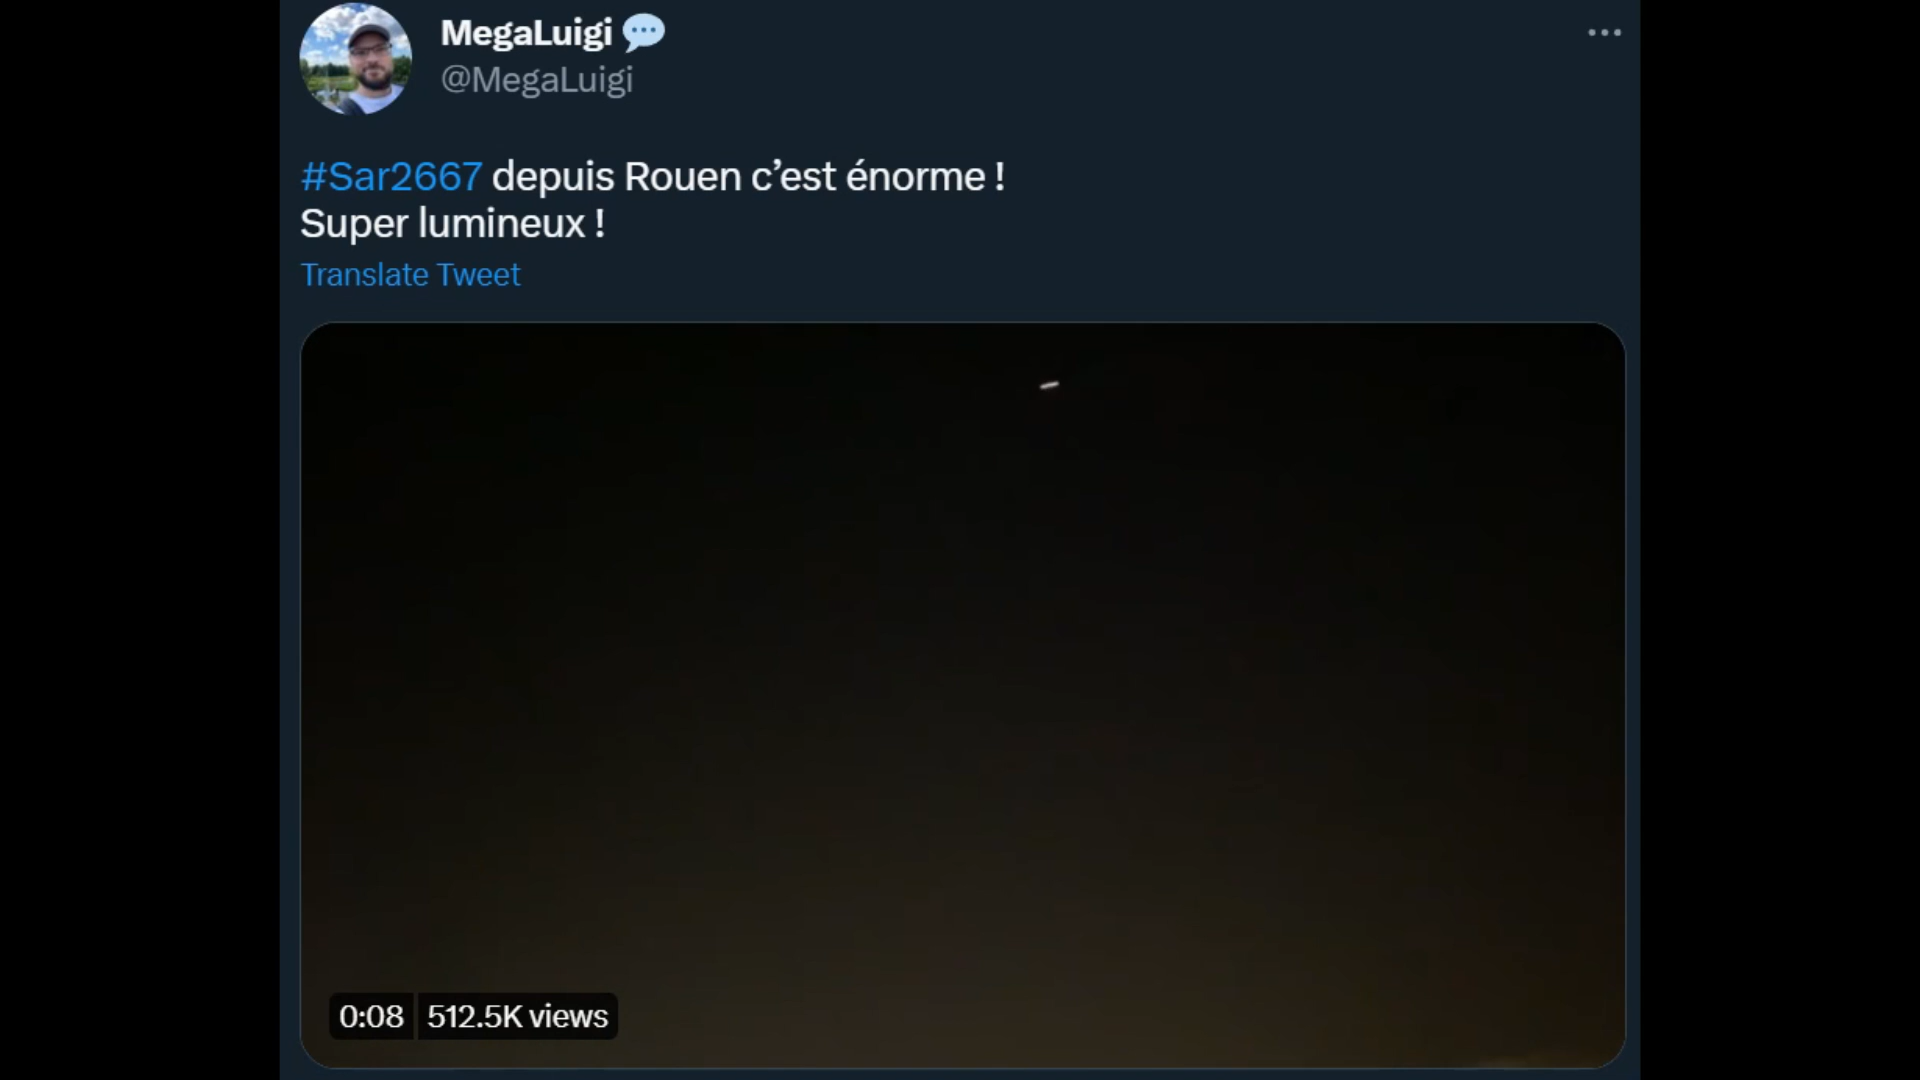 MegaLuigi 💬
@MegaLuigi
#Sar2667 depuis Rouen c’est énorme !
Super lumineux !
Translate Tweet
0:08 512.5K views